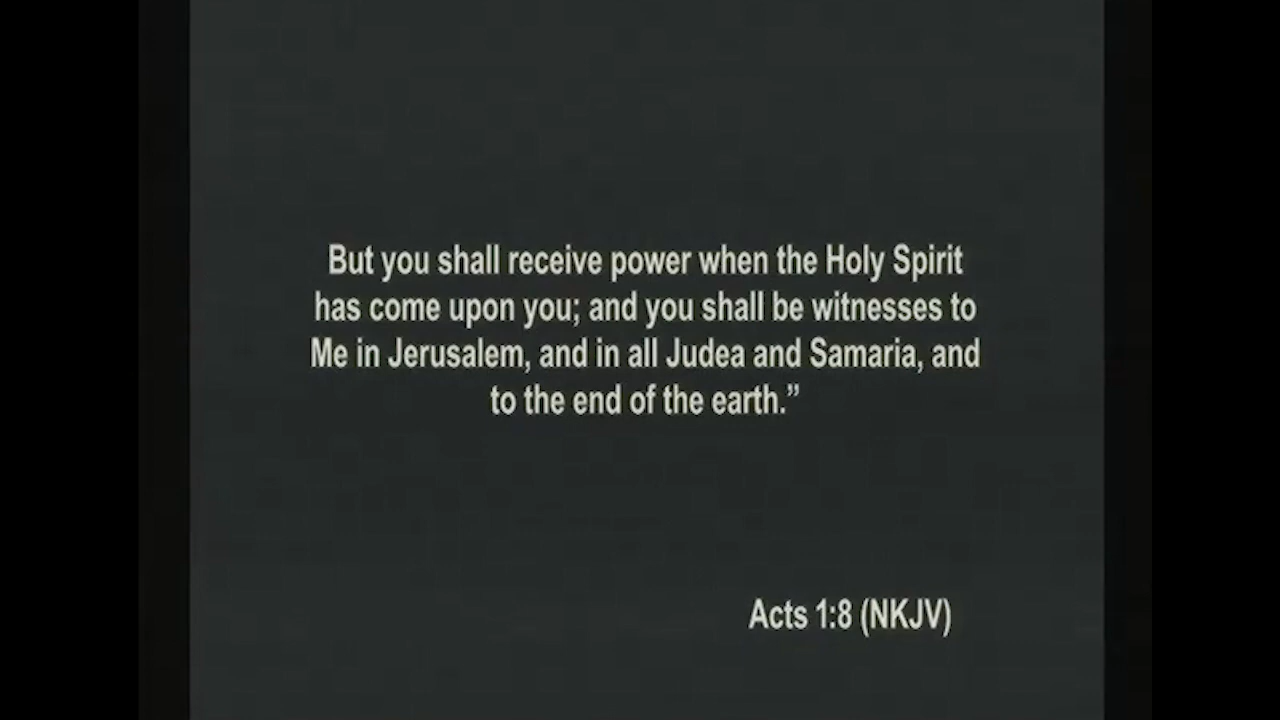 But you shall receive power when the Holy Spirit
has come upon you; and you shall be witnesses to
Me in Jerusalem, and in all Judea and Samaria, and
to the end of the earth.”
Acts 1:8 (NKJV)